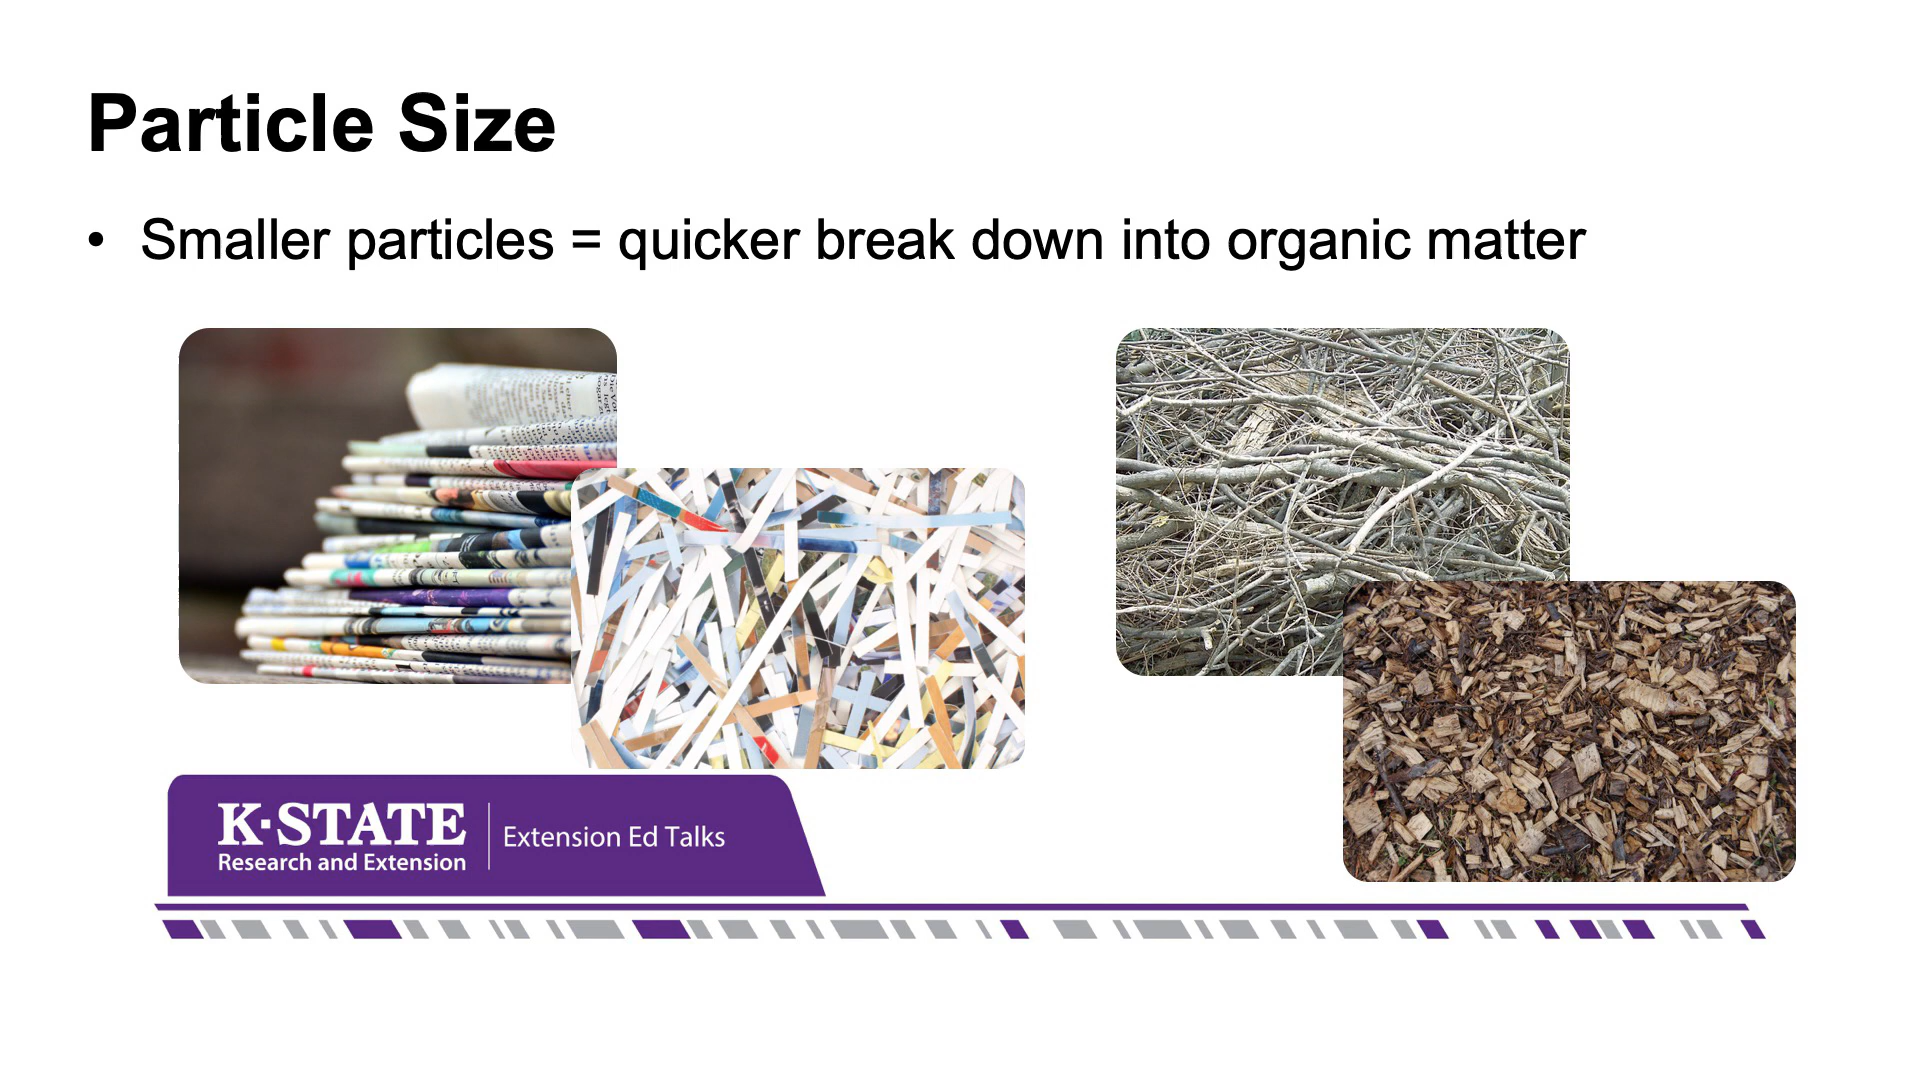 Particle Size
• Smaller particles = quicker break down into organic matter
K·STATE
Research and Extension
Extension Ed Talks